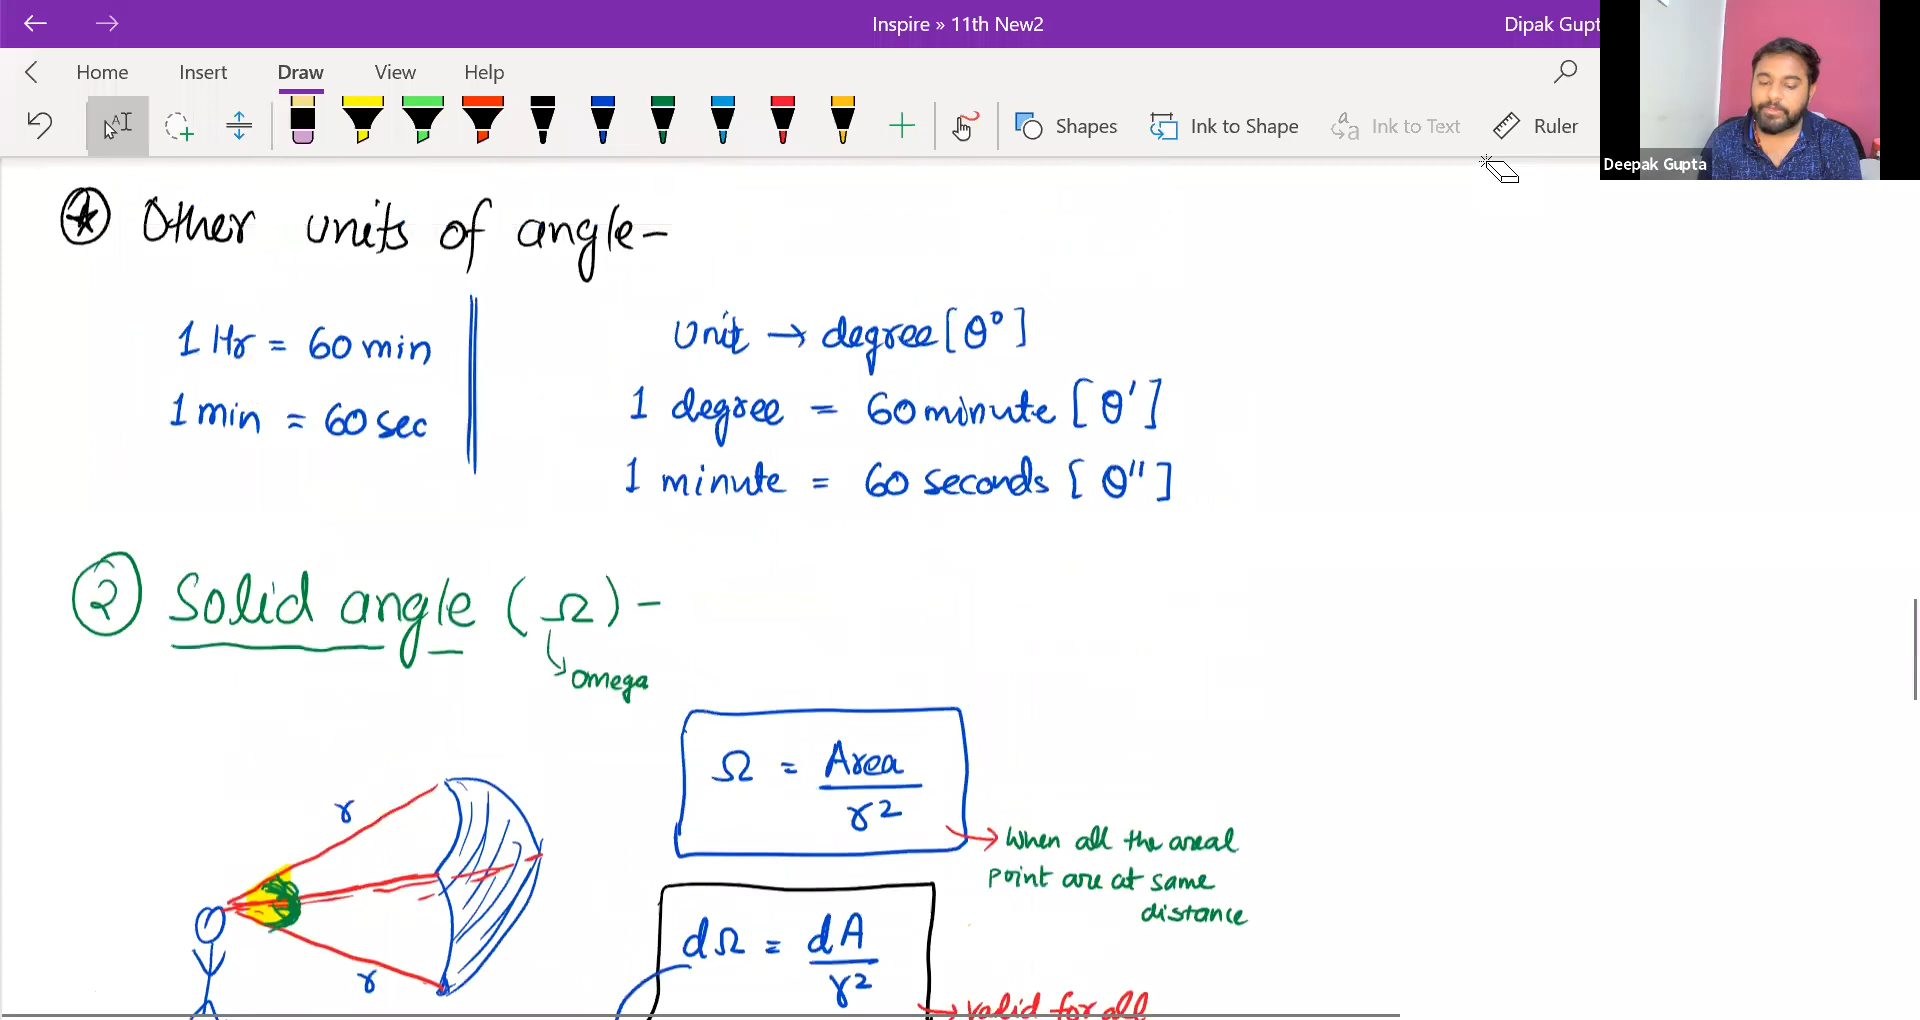 Inspire » 11th New2
Dipak Gupt
Home Insert Draw View Help
Shapes Ink to Shape Ink to Text Ruler
Deepak Gupta
Other units of angle-
1 Hr = 60 min
1 min = 60 sec
Unit → degree [θ°]
1 degree = 60 minute [θ']
1 minute = 60 seconds [θ"]
② Solid angle (Ω) -
omega
Ω = Area / r²
When all the areal
point are at same
distance
dΩ = dA / r²
valid for all
r
r